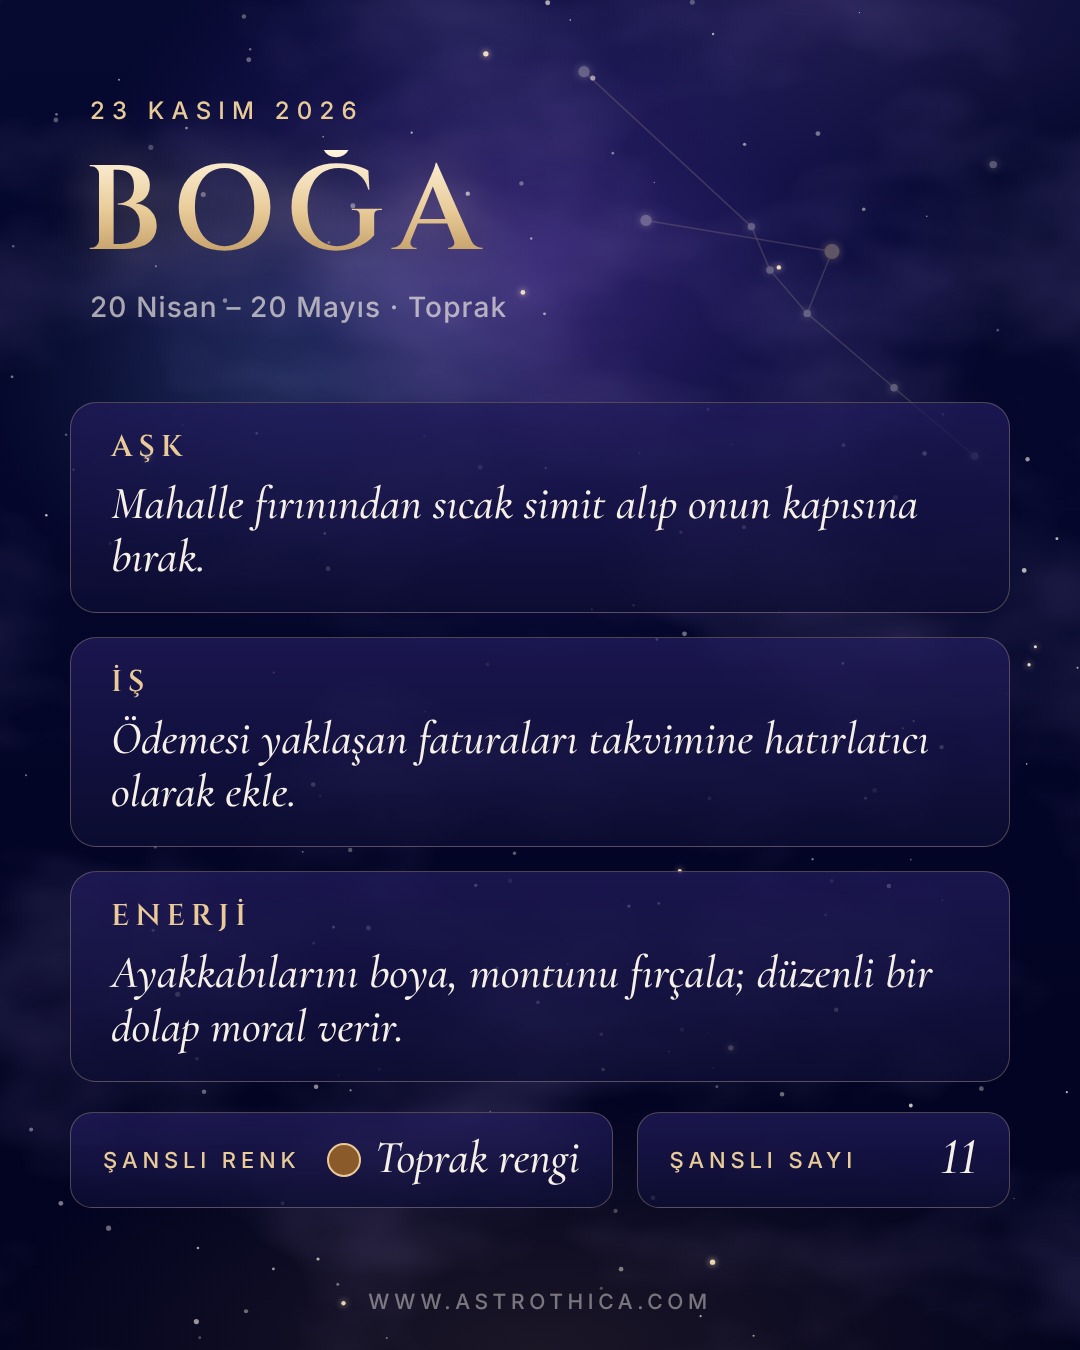 23 KASIM 2026
BOĞA
20 Nisan – 20 Mayıs · Toprak
AŞK
Mahalle fırınından sıcak simit alıp onun kapısına
bırak.
İŞ
Ödemesi yaklaşan faturaları takvimine hatırlatıcı
olarak ekle.
ENERJİ
Ayakkabılarını boya, montunu fırçala; düzenli bir
dolap moral verir.
ŞANSLI RENK Toprak rengi
ŞANSLI SAYI 11
WWW.ASTROTHICA.COM